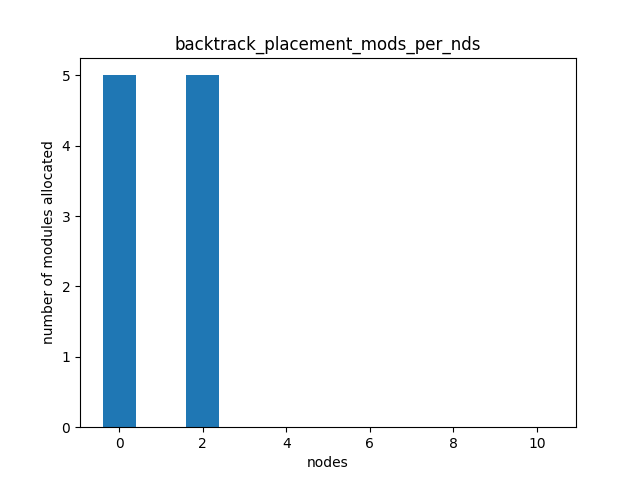 backtrack_placement_mods_per_nds
number of modules allocated
5
4
3
2
1
0
0 2 4 6 8 10
nodes